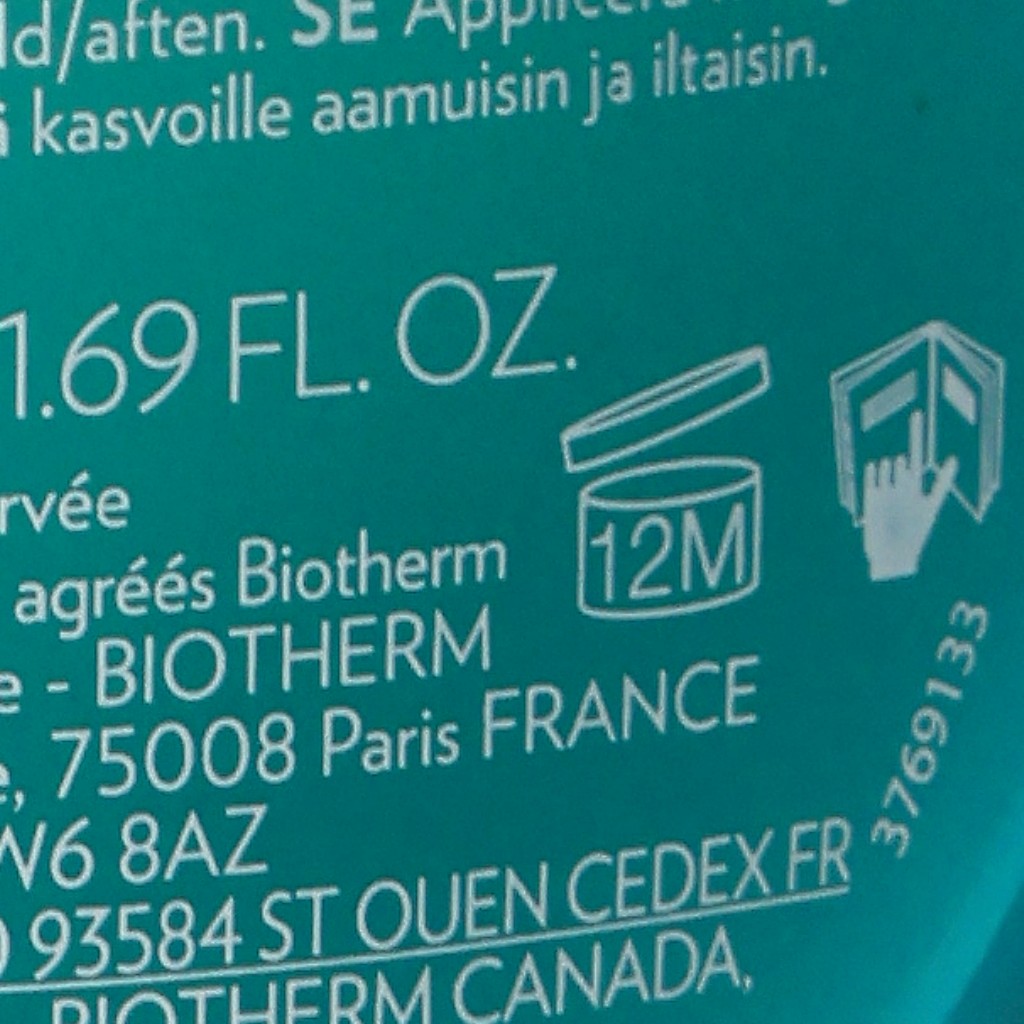 ld/aften. SE
kasvoille aamuisin ja iltaisin.
1.69 FL. OZ.
12M
rvée
agréés Biotherm
e - BIOTHERM
e, 75008 Paris FRANCE
W6 8AZ
93584 ST OUEN CEDEX FR
BIOTHERM CANADA,
3769133